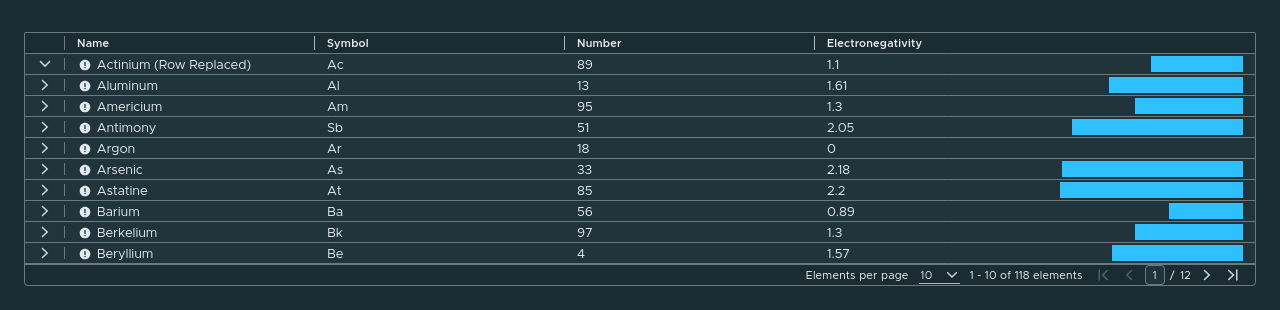 Name Symbol Number Electronegativity
Actinium (Row Replaced) Ac 89 1.1
Aluminum Al 13 1.61
Americium Am 95 1.3
Antimony Sb 51 2.05
Argon Ar 18 0
Arsenic As 33 2.18
Astatine At 85 2.2
Barium Ba 56 0.89
Berkelium Bk 97 1.3
Beryllium Be 4 1.57
Elements per page 10 1 - 10 of 118 elements 1 / 12